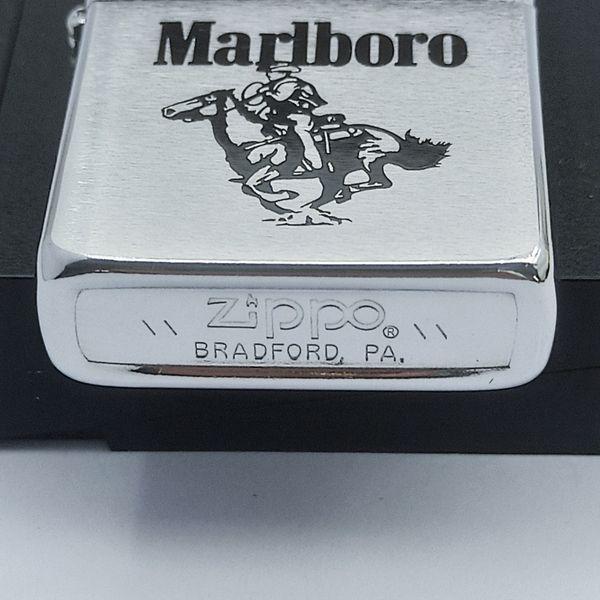 Marlboro
\\ Zippo® \\
BRADFORD, PA.